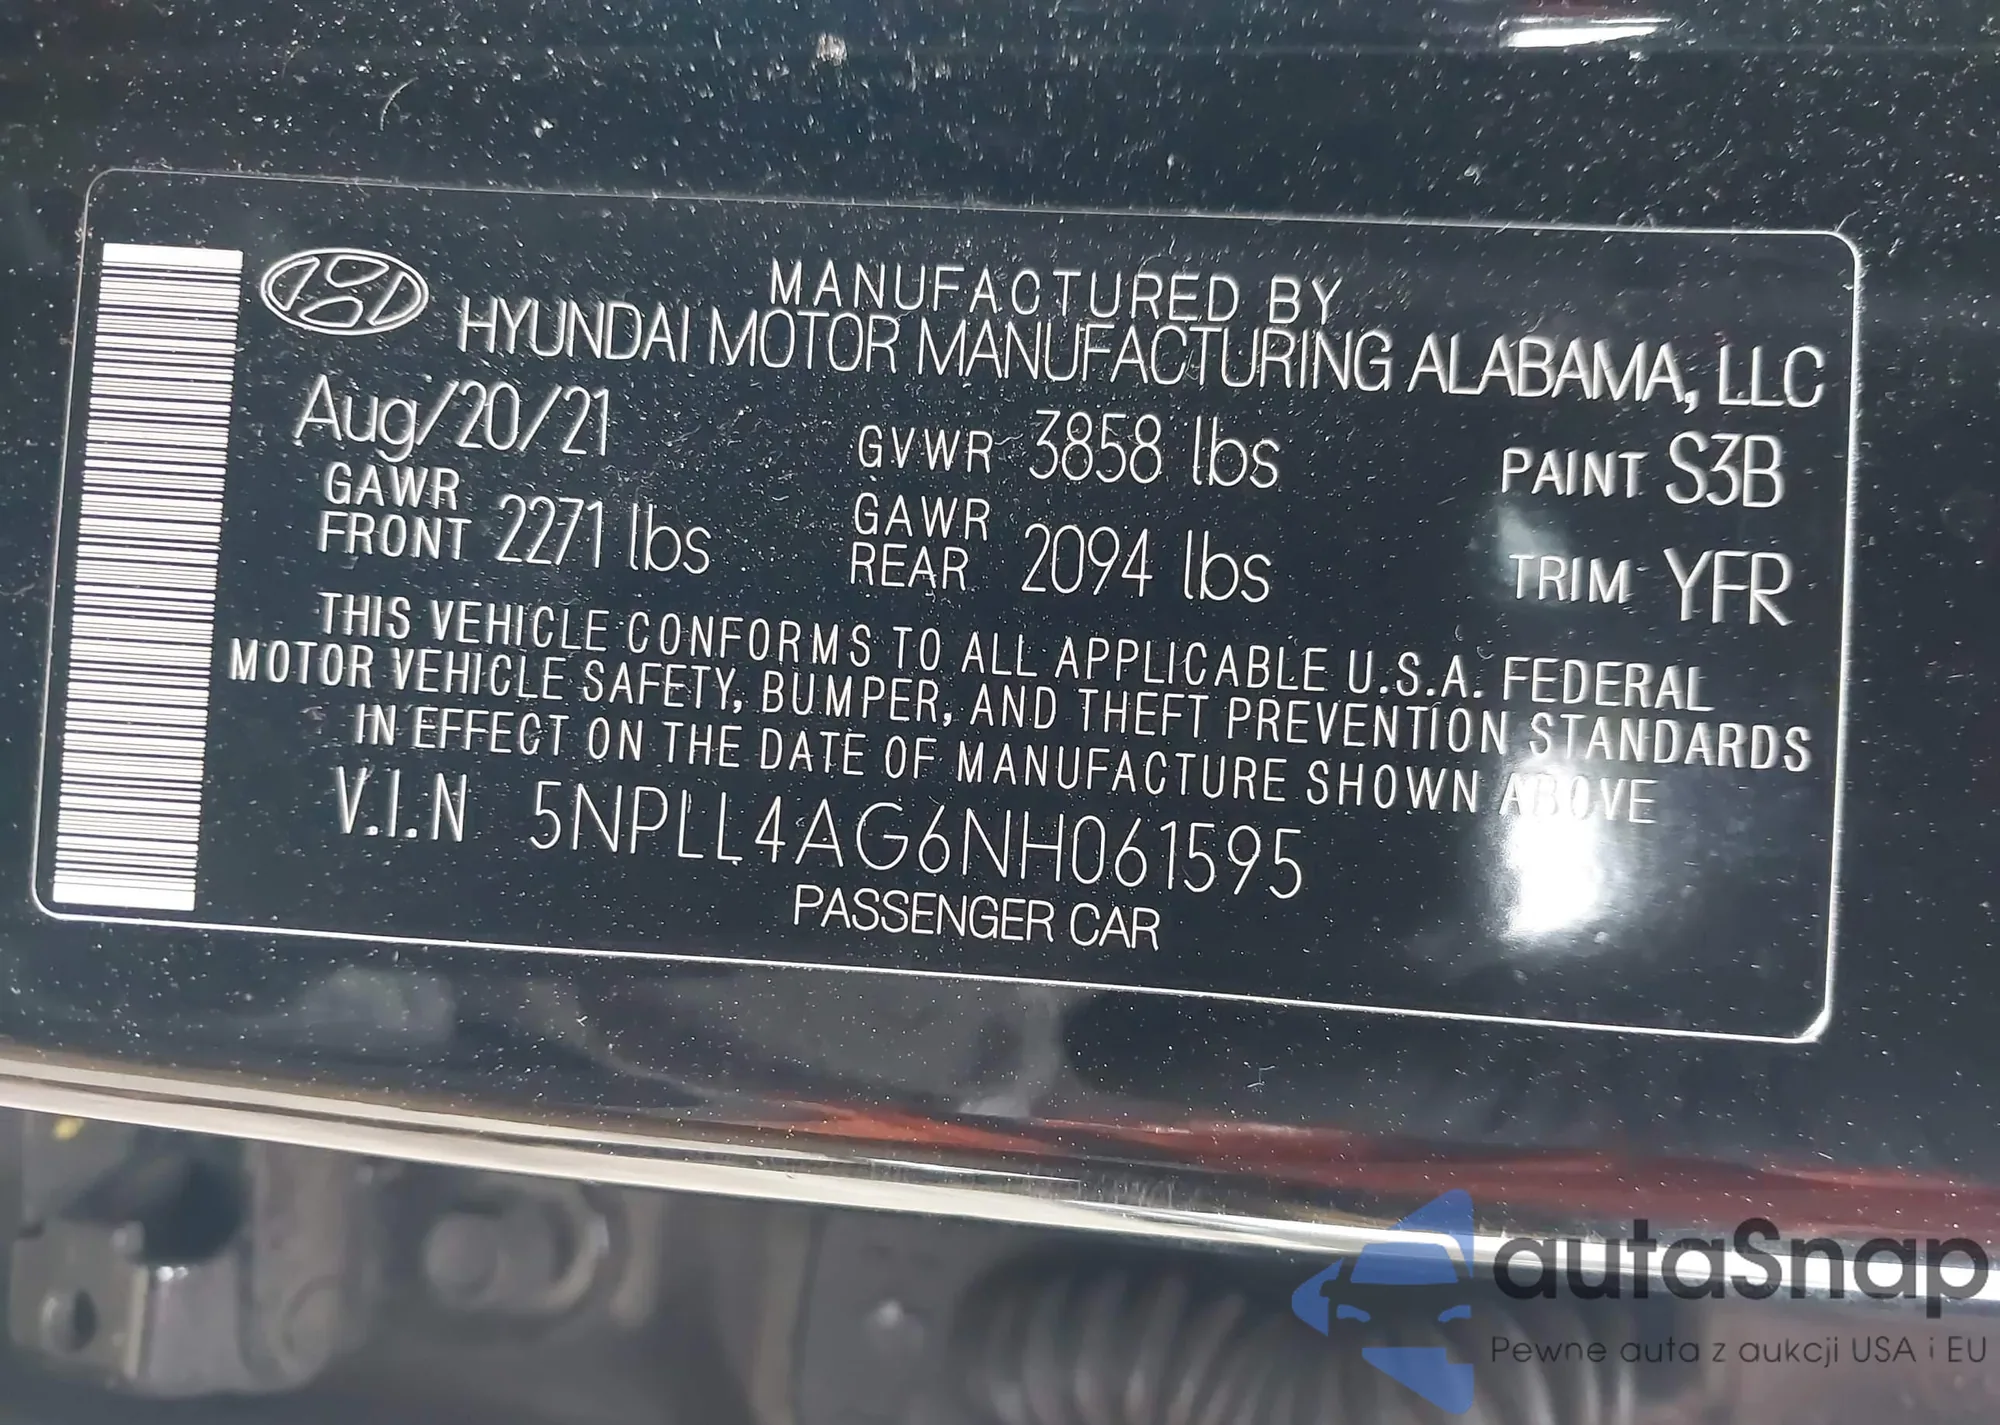 MANUFACTURED BY
HYUNDAI MOTOR MANUFACTURING ALABAMA, LLC
Aug/20/21 GVWR 3858 lbs PAINT S3B
GAWR FRONT 2271 lbs GAWR REAR 2094 lbs TRIM YFR
THIS VEHICLE CONFORMS TO ALL APPLICABLE U.S.A. FEDERAL
MOTOR VEHICLE SAFETY, BUMPER, AND THEFT PREVENTION STANDARDS
IN EFFECT ON THE DATE OF MANUFACTURE SHOWN ABOVE
V.I.N 5NPLL4AG6NH061595
PASSENGER CAR
autaSnap
Pewne auta z aukcji USA i EU